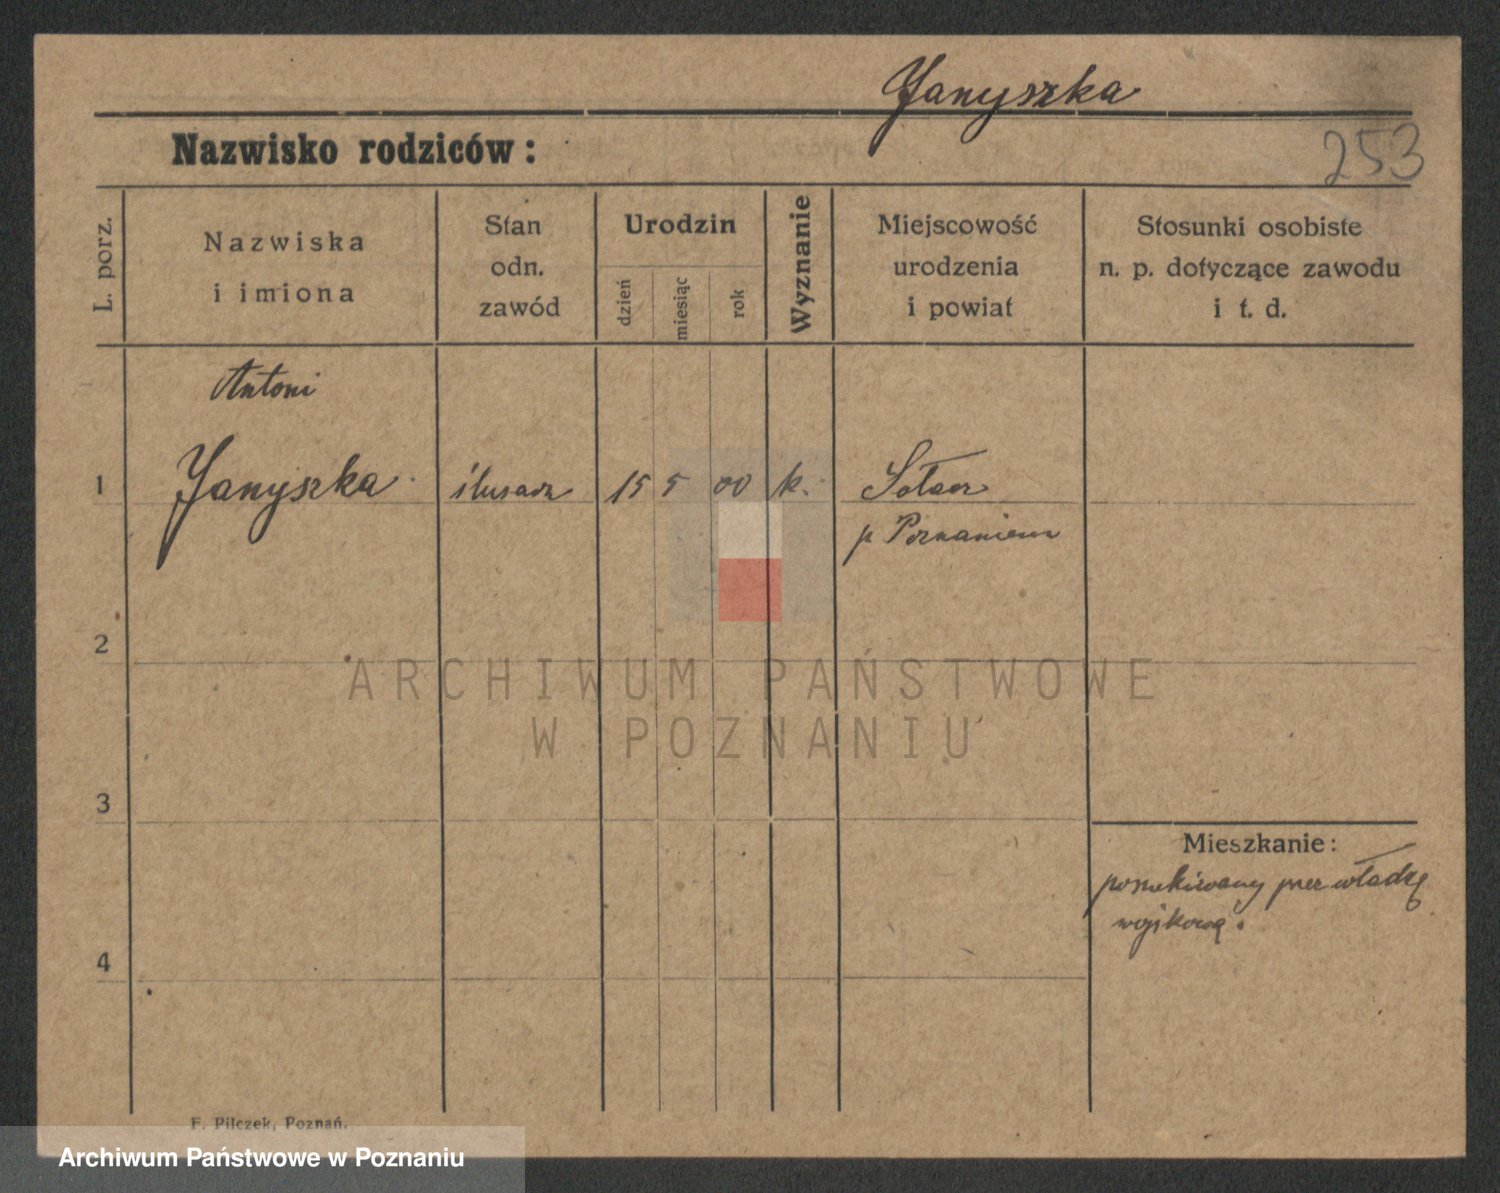 Janyszka
Nazwisko rodziców:
253
L. porz.
Nazwiska
i imiona
Stan
odn.
zawód
Urodzin
dzień
miesiąc
rok
Wyznanie
Miejscowość
urodzenia
i powiat
Stosunki osobiste
n. p. dotyczące zawodu
i t. d.
Antoni
1 Janyszka ślusarz 15 5 00 k. Sołacz
p Poznaniem
2
ARCHIWUM PAŃSTWOWE
W POZNANIU
3
Mieszkanie:
poszukiwany przez władzę
wojskową.
4
F. Pilczek, Poznań.
Archiwum Państwowe w Poznaniu